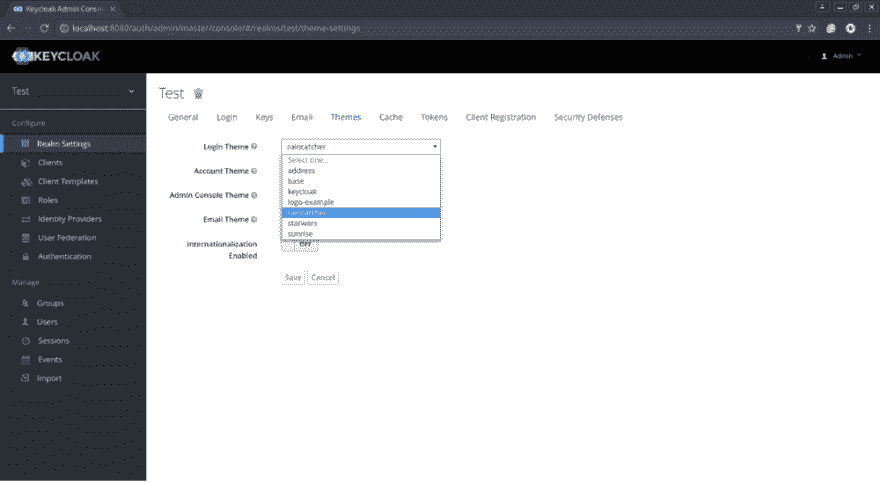 Keycloak Admin Cons
localhost:8080/auth/admin/master/console/#/realms/test/theme-settings
KEYCLOAK
Admin
Test
Test
Configure
Realm Settings
Clients
Client Templates
Roles
Identity Providers
User Federation
Authentication
Manage
Groups
Users
Sessions
Events
Import
General Login Keys Email Themes Cache Tokens Client Registration Security Defenses
Login Theme raincatcher
Select one...
address
base
keycloak
logo-example
raincatcher
starwars
sunrise
Account Theme
Admin Console Theme
Email Theme
Internationalization
Enabled
OFF
Save Cancel